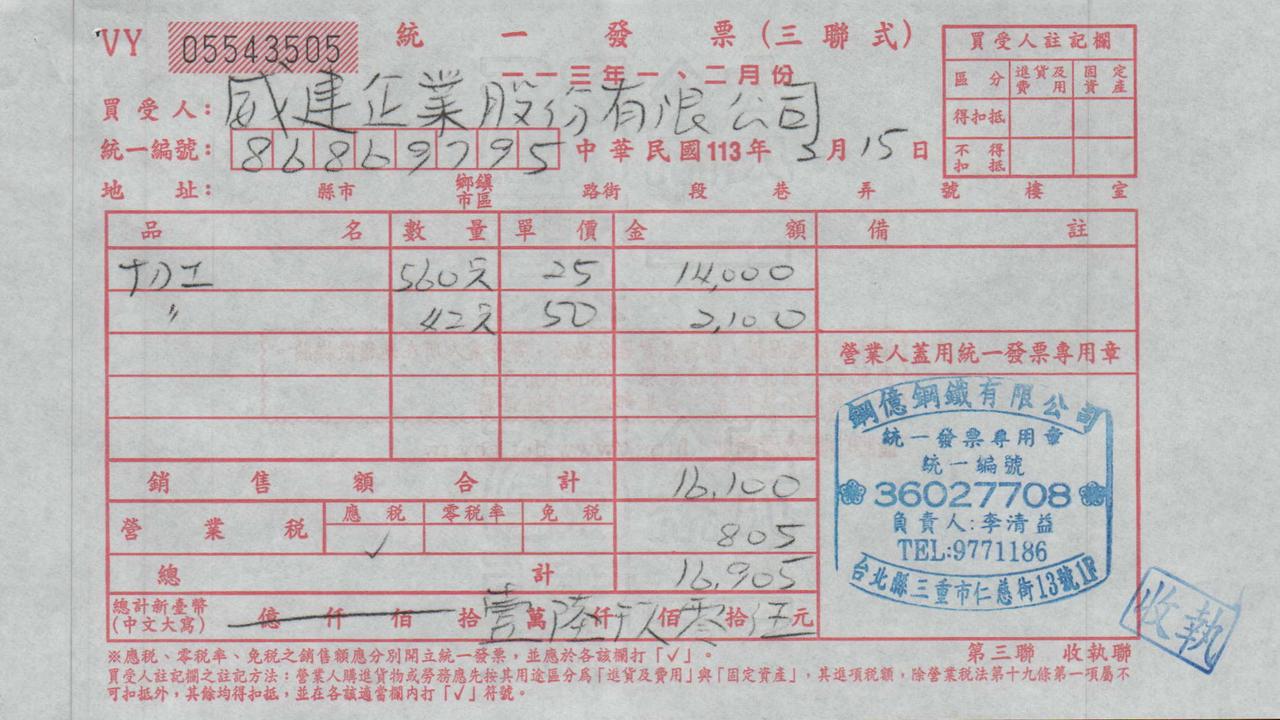 VY 05543505 統一發票(三聯式)
一一三年一、二月份
買受人註記欄
區分 進貨及費用 固定資產
得扣抵
不得扣抵
買受人: 威建企業股份有限公司
統一編號: 86869795 中華民國113年 3月 15日
地址: 縣市 鄉鎮市區 路街 段 巷 弄 號 樓 室
品名 數量 單價 金額 備註
切工 560元 25 14,000
〃 42元 50 2,100
營業人蓋用統一發票專用章
銷售額合計 16,100
營業稅 應稅 零稅率 免稅 805
✓
總計 16,905
總計新臺幣(中文大寫) 億 仟 佰 拾 壹 萬 陸 仟 玖 佰 零 拾 伍 元
鋼億鋼鐵有限公司
統一發票專用章
統一編號
36027708
負責人:李清益
TEL:9771186
台北縣三重市仁慈街13號1F
收執
第三聯 收執聯
※應稅、零稅率、免稅之銷售額應分別開立統一發票,並應於各該欄打「✓」。
買受人註記欄之註記方法:營業人購進貨物或勞務應先按其用途區分為「進貨及費用」與「固定資產」,其進項稅額,除營業稅法第十九條第一項屬不
可扣抵外,其餘均得扣抵,並在各該適當欄內打「✓」符號。